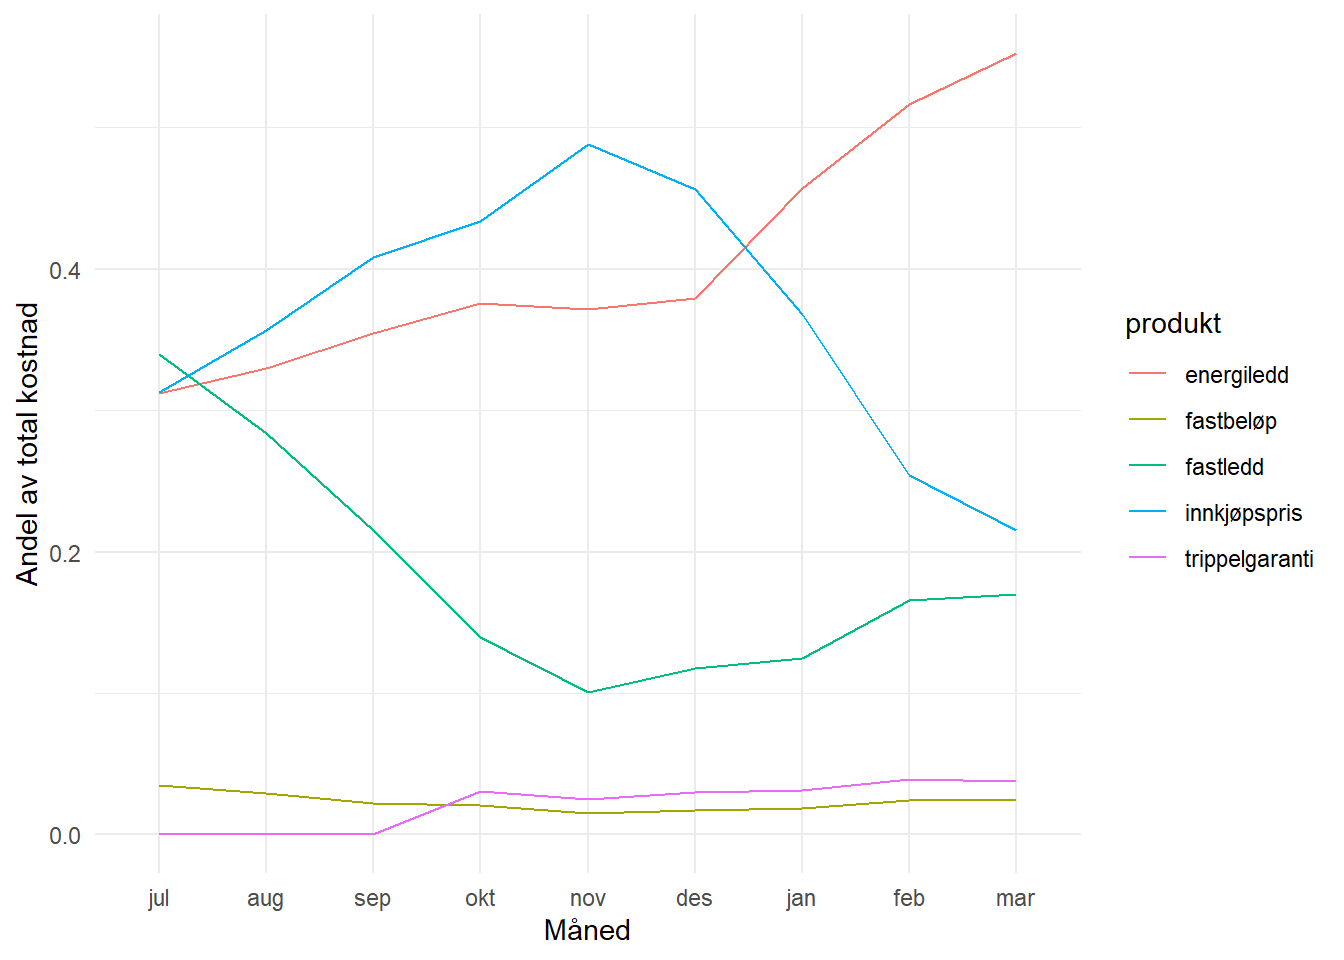 Andel av total kostnad
0.4
0.2
0.0
jul aug sep okt nov des jan feb mar
Måned
produkt
energiledd
fastbeløp
fastledd
innkjøpspris
trippelgaranti